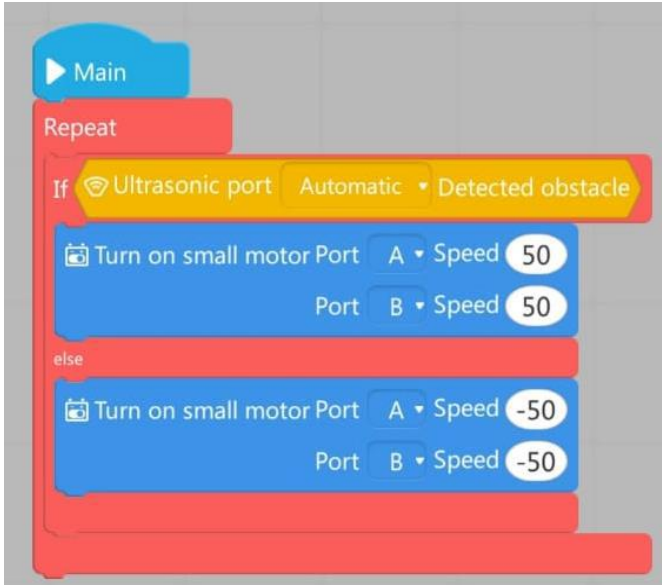 Main
Repeat
If Ultrasonic port Automatic Detected obstacle
Turn on small motor Port A Speed 50
Port B Speed 50
else
Turn on small motor Port A Speed -50
Port B Speed -50